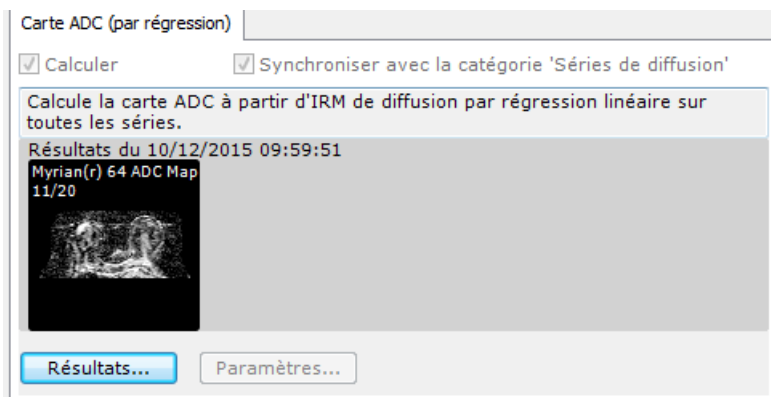 Carte ADC (par régression)
Calculer
Synchroniser avec la catégorie 'Séries de diffusion'
Calcule la carte ADC à partir d'IRM de diffusion par régression linéaire sur
toutes les séries.
Résultats du 10/12/2015 09:59:51
Myrian(r) 64 ADC Map
11/20
Résultats...
Paramètres...